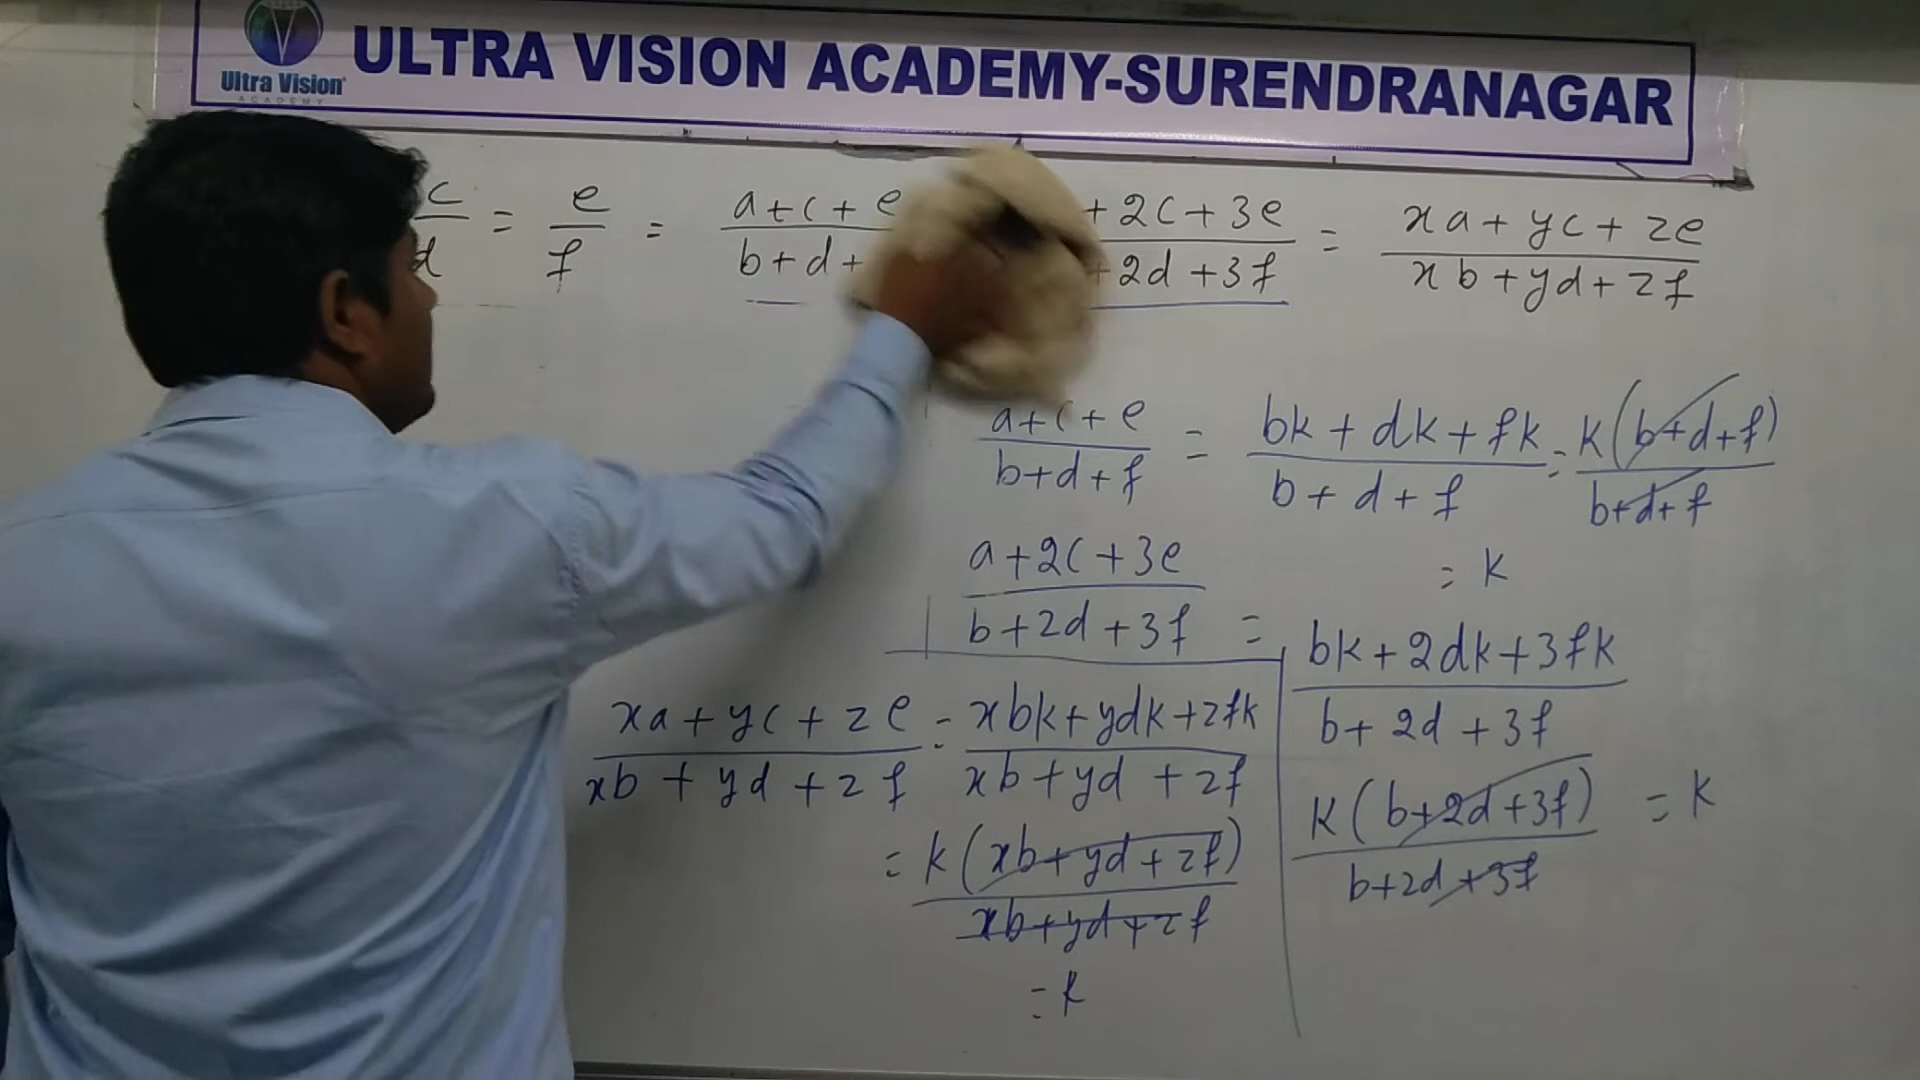 Ultra Vision
ACADEMY
ULTRA VISION ACADEMY-SURENDRANAGAR
c/d = e/f = a+c+e / b+d+ +2c+3e / +2d+3f = xa+yc+ze / xb+yd+zf
a+c+e / b+d+f = bk+dk+fk / b+d+f = k(b+d+f) / b+d+f
= k
a+2c+3e / b+2d+3f = bk+2dk+3fk / b+2d+3f
k(b+2d+3f) / b+2d+3f = k
xa+yc+ze / xb+yd+zf = xbk+ydk+zfk / xb+yd+zf
= k(xb+yd+zf) / xb+yd+zf
= k